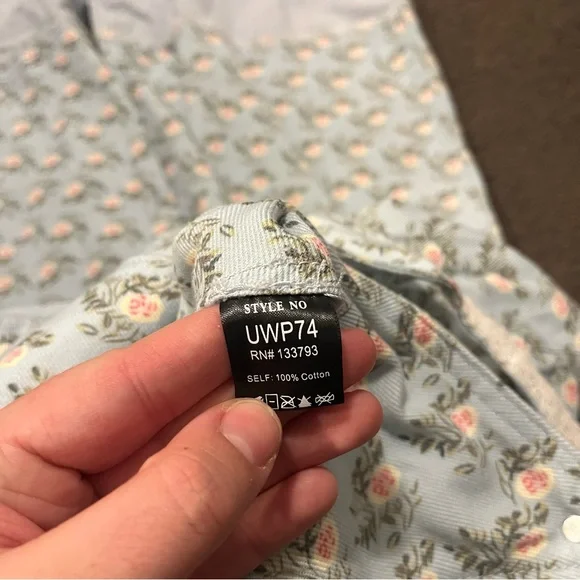 STYLE NO
UWP74
RN# 133793
SELF: 100% Cotton